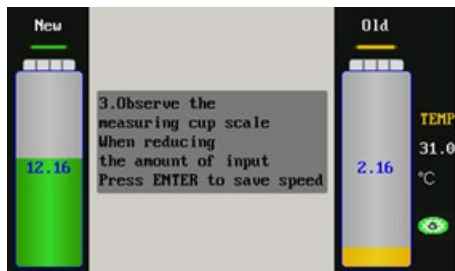 New
Old
3.Observe the
measuring cup scale
When reducing
the amount of input
Press ENTER to save speed
12.16
2.16
TEMP
31.0
°C